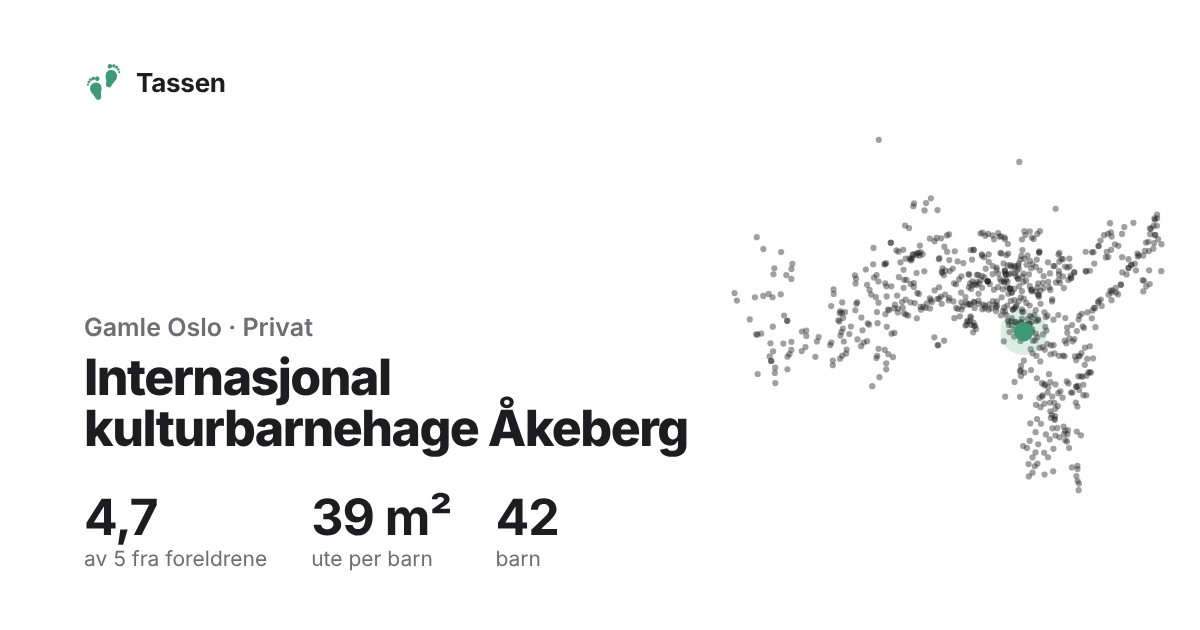 Tassen
Gamle Oslo · Privat
Internasjonal
kulturbarnehage Åkeberg
4,7
av 5 fra foreldrene
39 m²
ute per barn
42
barn